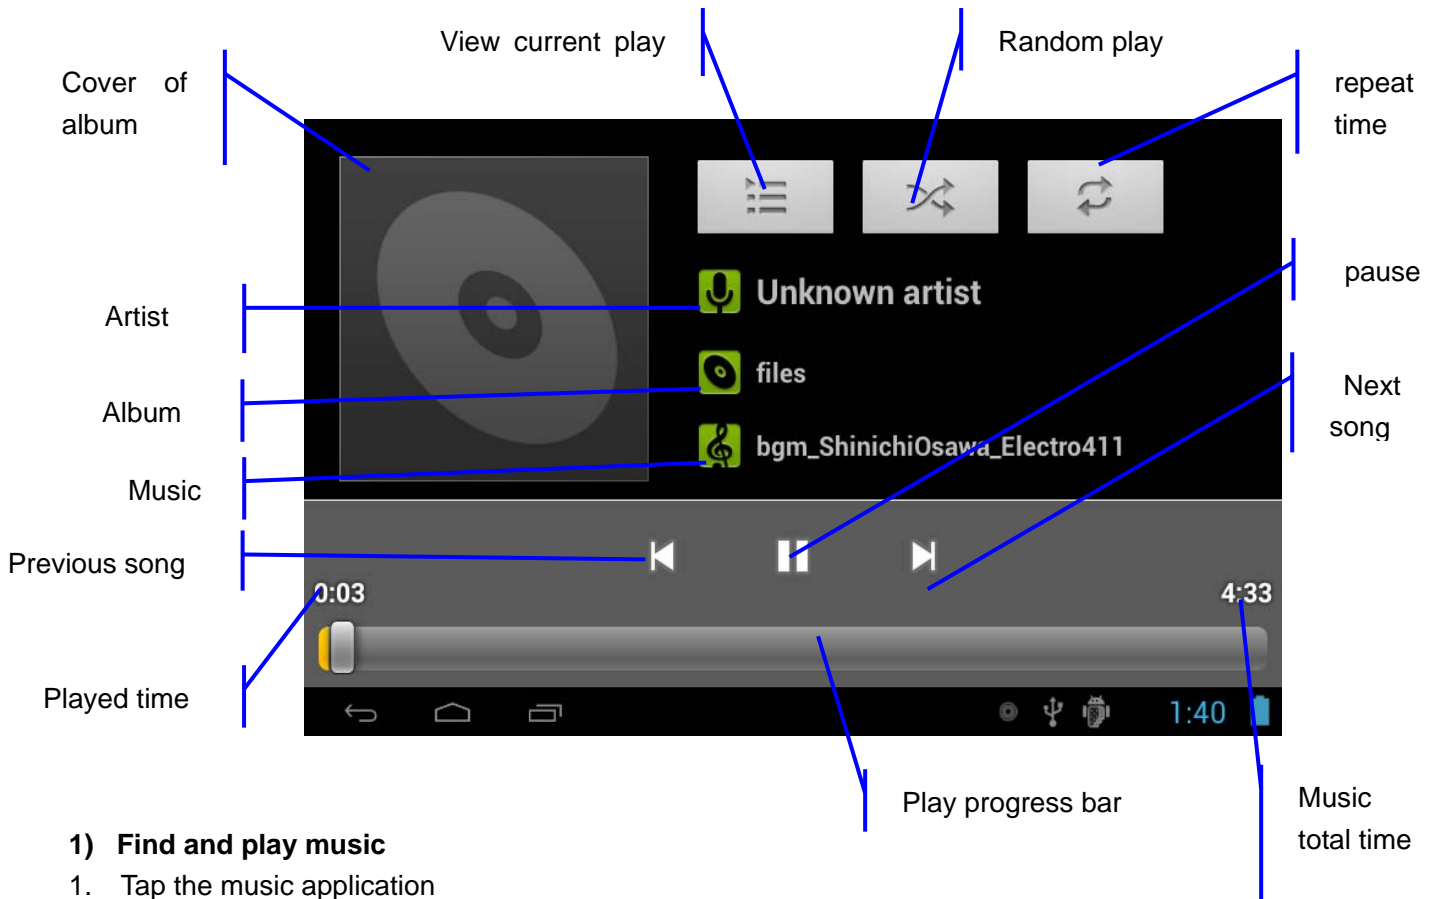 View current play
Random play
Cover of
album
repeat
time
Unknown artist
pause
Artist
files
Next
song
Album
bgm_ShinichiOsawa_Electro411
Music
Previous song
0:03
4:33
Played time
1:40
Play progress bar
Music
total time
1) Find and play music
1. Tap the music application